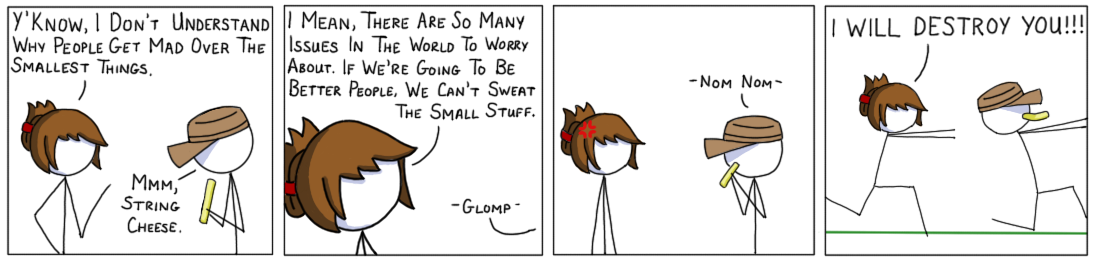 Y'Know, I Don't Understand
Why People Get Mad Over The
Smallest Things.
Mmm,
String
Cheese.
I Mean, There Are So Many
Issues In The World To Worry
About. If We're Going To Be
Better People, We Can't Sweat
The Small Stuff.
-Glomp-
-Nom Nom-
I WILL DESTROY YOU!!!